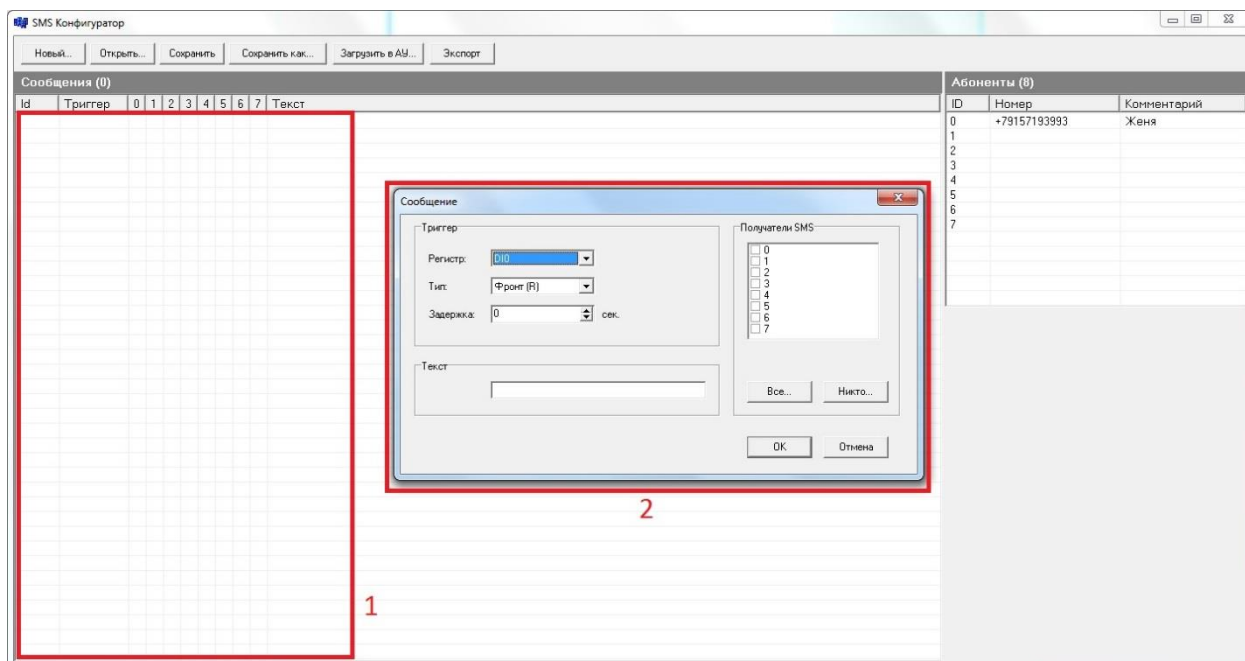 SMS Конфигуратор
Новый... Открыть... Сохранить Сохранить как... Загрузить в АУ... Экспорт
Сообщения (0) Абоненты (8)
Id Триггер 0 1 2 3 4 5 6 7 Текст ID Номер Комментарий
0 +79157193993 Женя
1
2
3
4
5
6
7
Сообщение
Триггер Получатели SMS
Регистр: DI0
Тип: Фронт (R)
Задержка: 0 сек.
0
1
2
3
4
5
6
7
Текст
Все... Никто...
OK Отмена
2
1